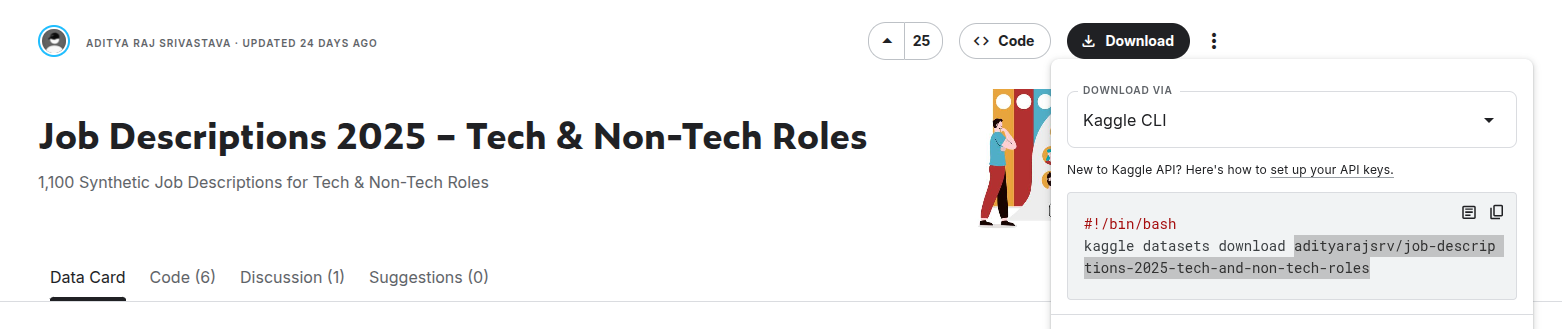 ADITYA RAJ SRIVASTAVA · UPDATED 24 DAYS AGO
25
Code
Download
DOWNLOAD VIA
Kaggle CLI
Job Descriptions 2025 – Tech & Non-Tech Roles
1,100 Synthetic Job Descriptions for Tech & Non-Tech Roles
New to Kaggle API? Here's how to set up your API keys.
#!/bin/bash
kaggle datasets download adityarajsrv/job-descrip
tions-2025-tech-and-non-tech-roles
Data Card
Code (6)
Discussion (1)
Suggestions (0)